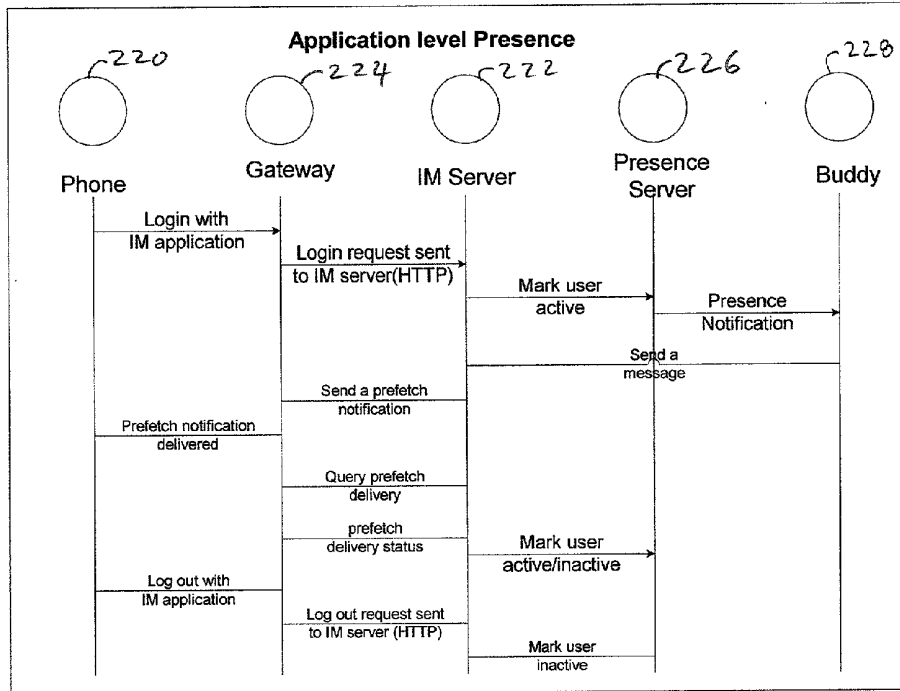 Application level Presence
220
224
222
226
228
Phone
Gateway
IM Server
Presence
Server
Buddy
Login with
IM application
Login request sent
to IM server(HTTP)
Mark user
active
Presence
Notification
Send a
message
Send a prefetch
notification
Prefetch notification
delivered
Query prefetch
delivery
prefetch
delivery status
Mark user
active/inactive
Log out with
IM application
Log out request sent
to IM server (HTTP)
Mark user
inactive